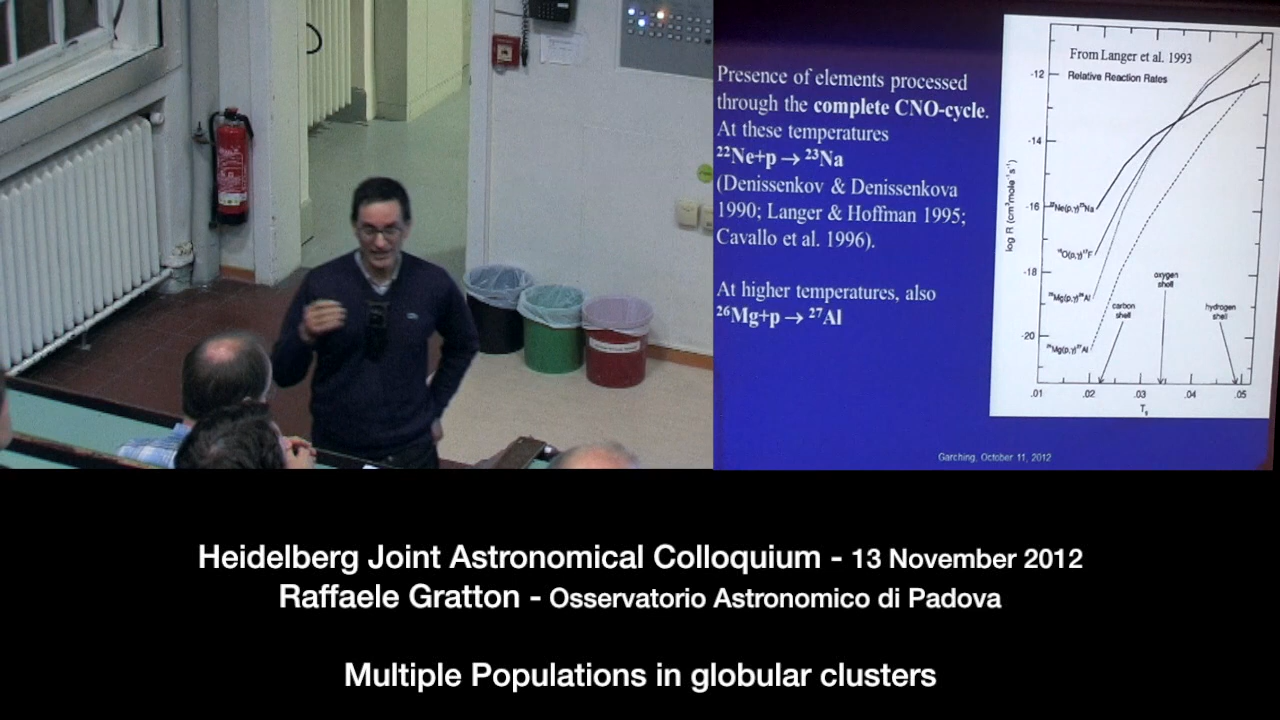 Presence of elements processed
through the complete CNO-cycle.
At these temperatures
²²Ne+p → ²³Na
(Denissenkov & Denissenkova
1990; Langer & Hoffman 1995;
Cavallo et al. 1996).
At higher temperatures, also
²⁶Mg+p → ²⁷Al
From Langer et al. 1993
Relative Reaction Rates
-12
-14
-16
-18
-20
log R (cm³mole⁻¹s⁻¹)
²²Ne(p,γ)²³Na
¹⁶O(p,γ)¹⁷F
²⁶Mg(p,γ)²⁷Al
carbon
shell
oxygen
shell
hydrogen
shell
.01 .02 .03 .04 .05
Garching, October 11, 2012
Heidelberg Joint Astronomical Colloquium - 13 November 2012
Raffaele Gratton - Osservatorio Astronomico di Padova
Multiple Populations in globular clusters